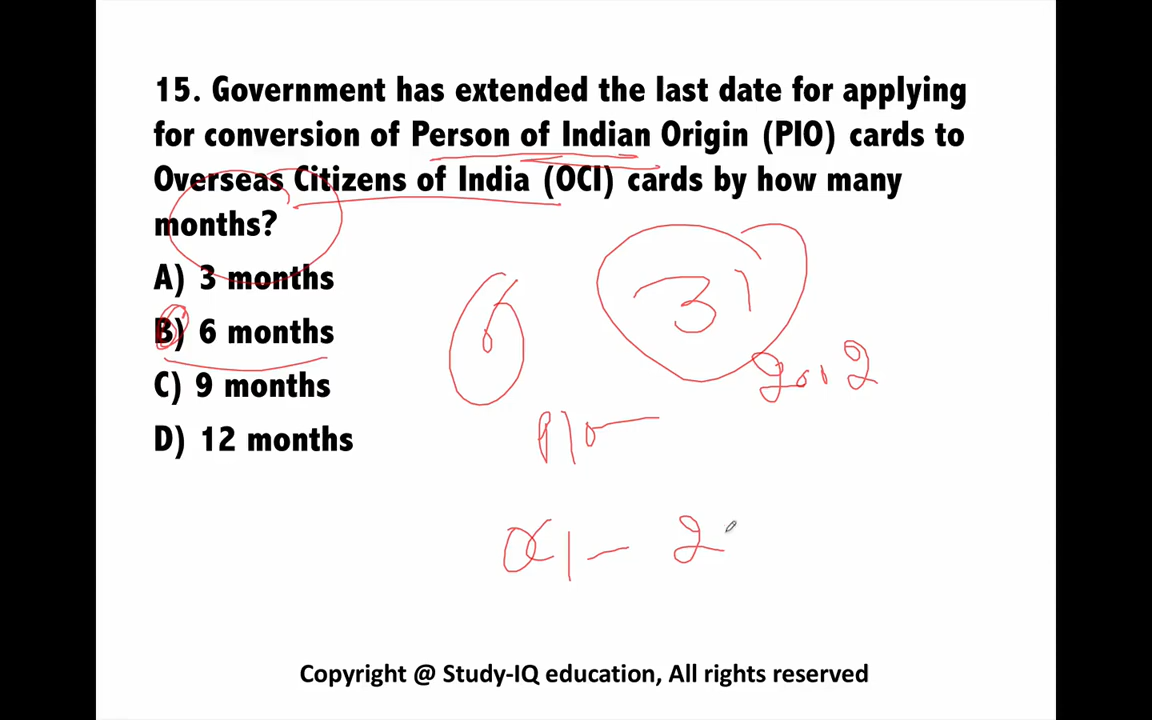 15. Government has extended the last date for applying
for conversion of Person of Indian Origin (PIO) cards to
Overseas Citizens of India (OCI) cards by how many
months?
A) 3 months
B) 6 months
C) 9 months
D) 12 months
6
31
PIO
OCI - 2
Copyright @ Study-IQ education, All rights reserved